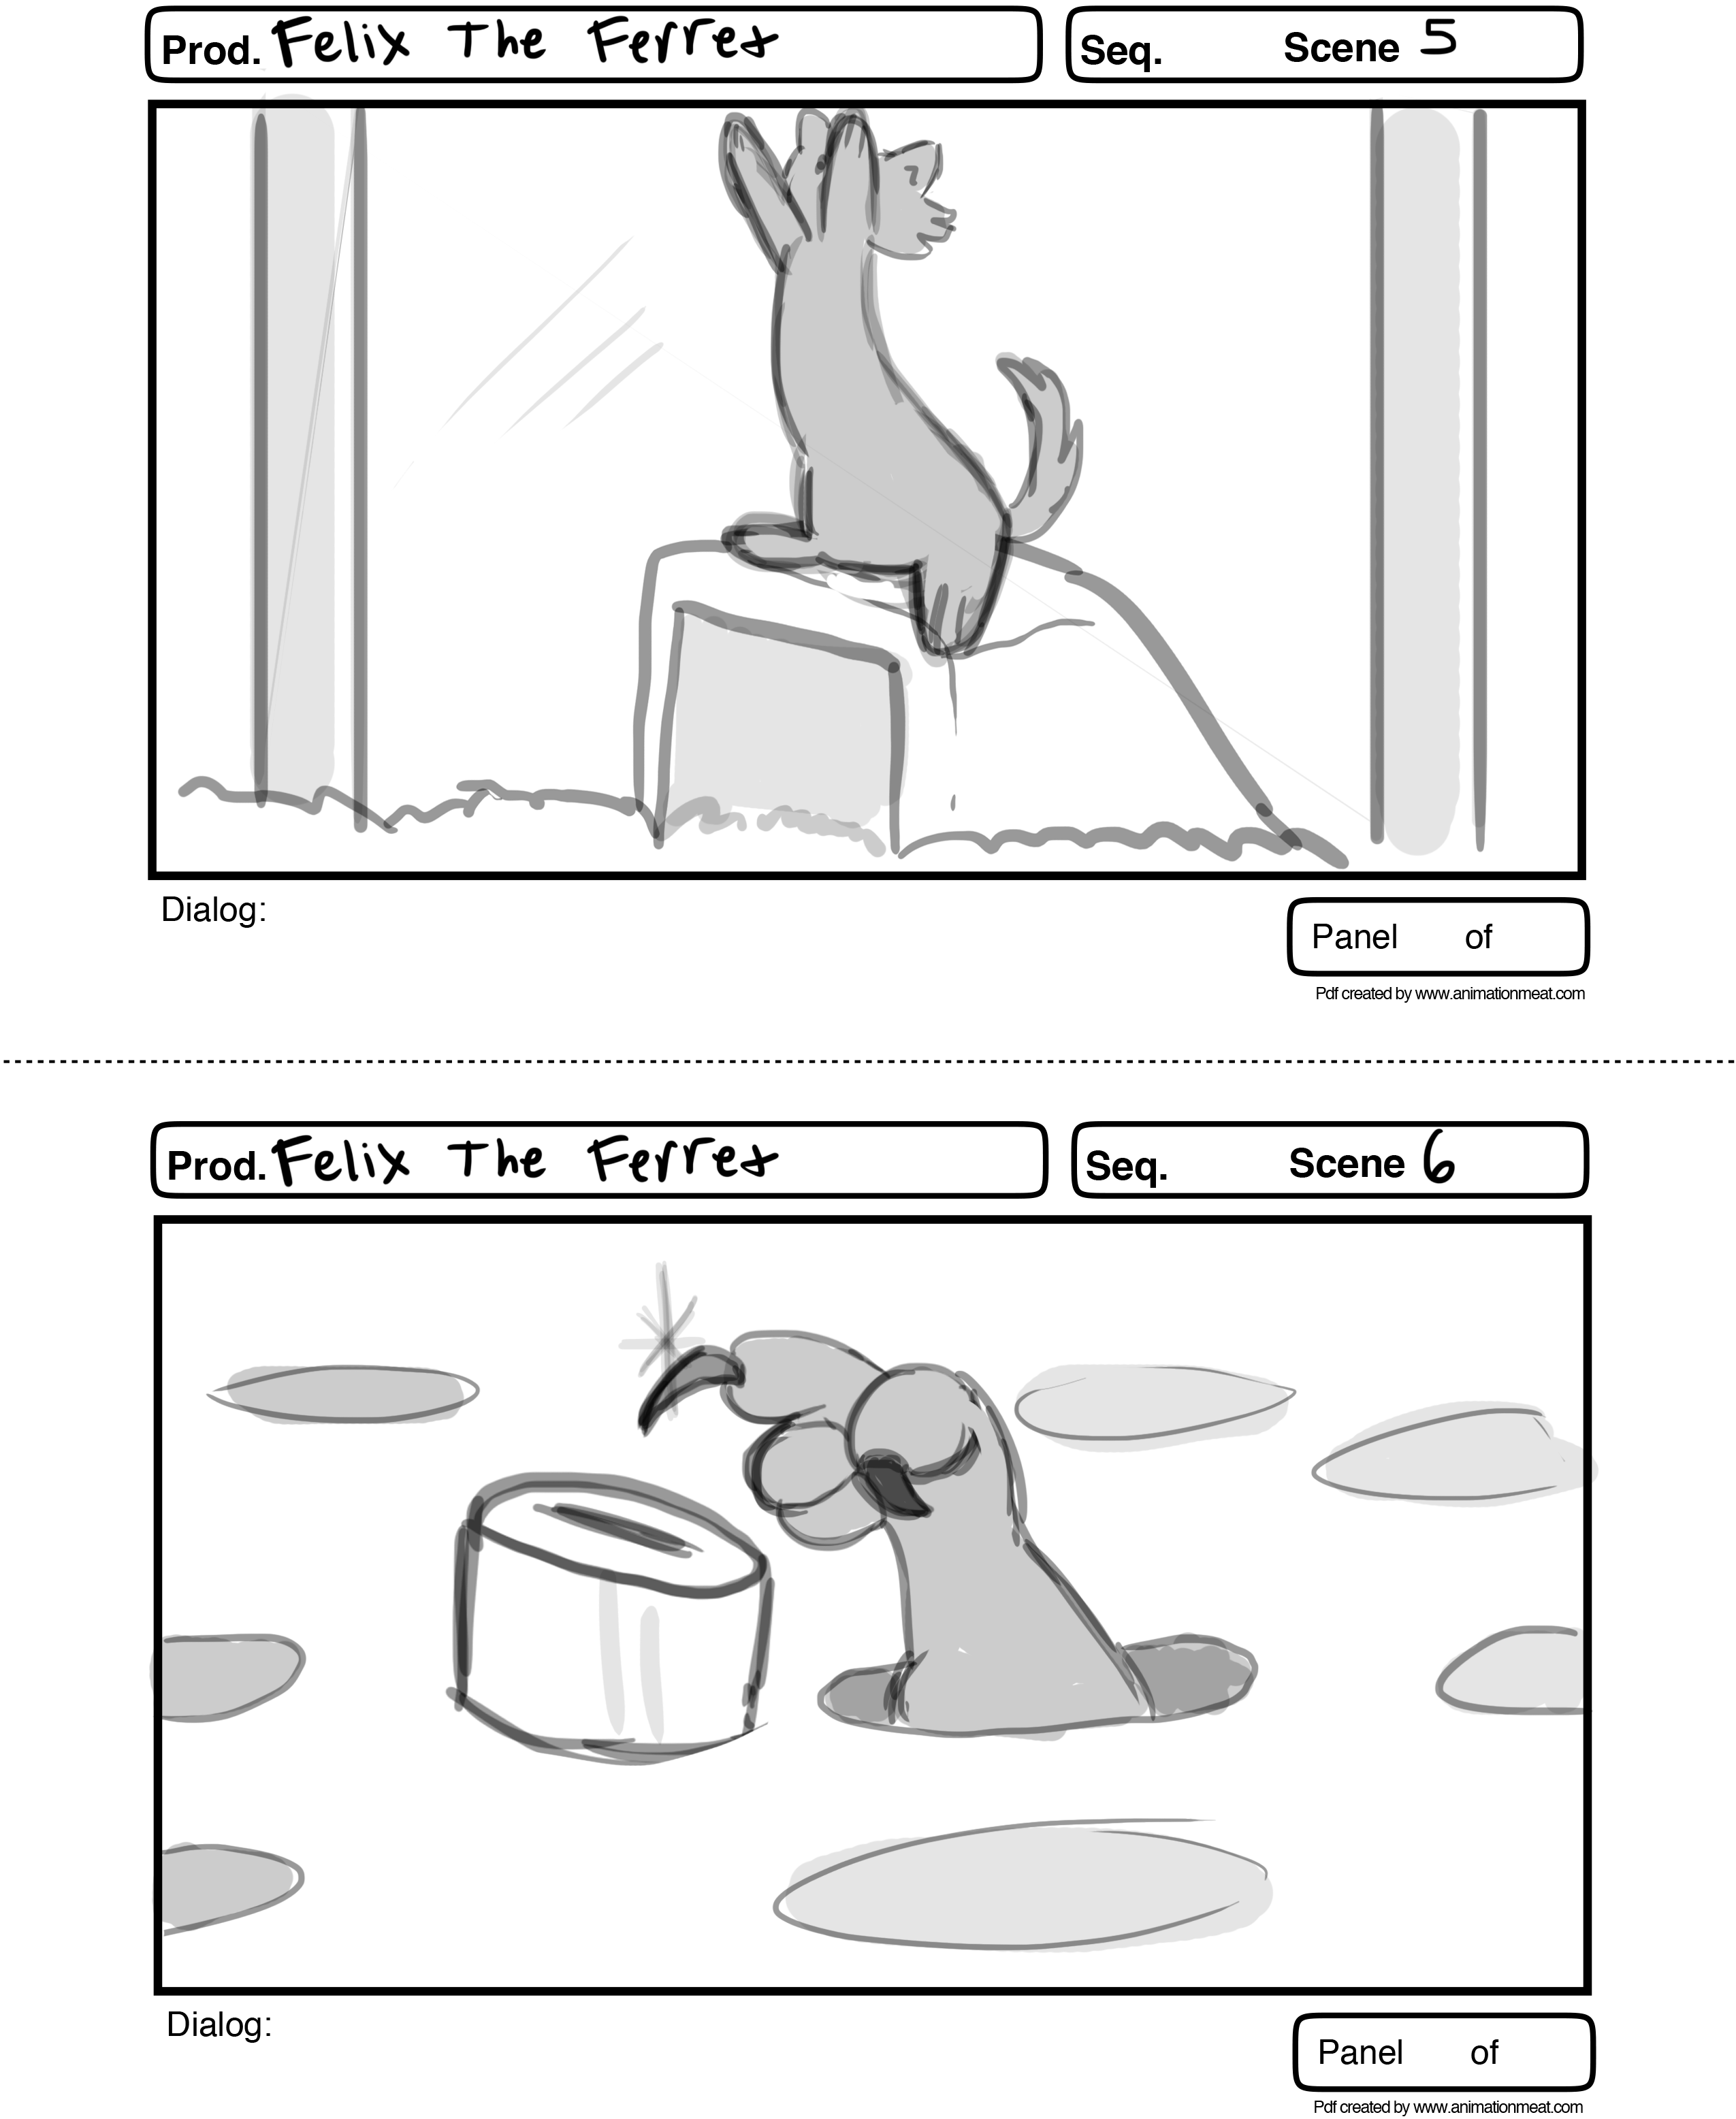 Prod. Felix The Ferret
Seq. Scene 5
Dialog:
Panel of
Pdf created by www.animationmeat.com
Prod. Felix The Ferret
Seq. Scene 6
Dialog:
Panel of
Pdf created by www.animationmeat.com